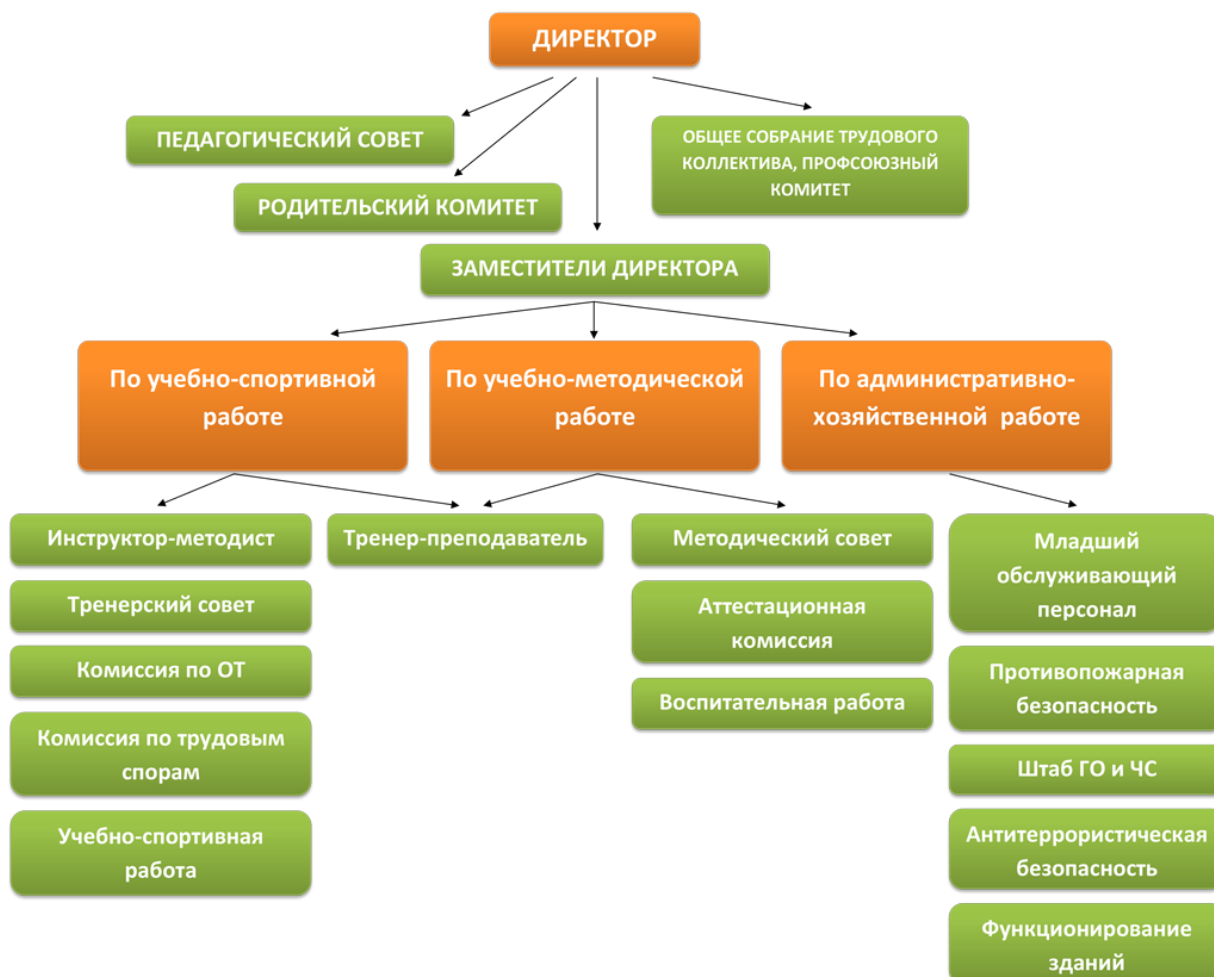 ДИРЕКТОР
ПЕДАГОГИЧЕСКИЙ СОВЕТ
ОБЩЕЕ СОБРАНИЕ ТРУДОВОГО
КОЛЛЕКТИВА, ПРОФСОЮЗНЫЙ
КОМИТЕТ
РОДИТЕЛЬСКИЙ КОМИТЕТ
ЗАМЕСТИТЕЛИ ДИРЕКТОРА
По учебно-спортивной
работе
По учебно-методической
работе
По административно-
хозяйственной работе
Инструктор-методист
Тренерский совет
Комиссия по ОТ
Комиссия по трудовым
спорам
Учебно-спортивная
работа
Тренер-преподаватель
Методический совет
Аттестационная
комиссия
Воспитательная работа
Младший
обслуживающий
персонал
Противопожарная
безопасность
Штаб ГО и ЧС
Антитеррористическая
безопасность
Функционирование
зданий